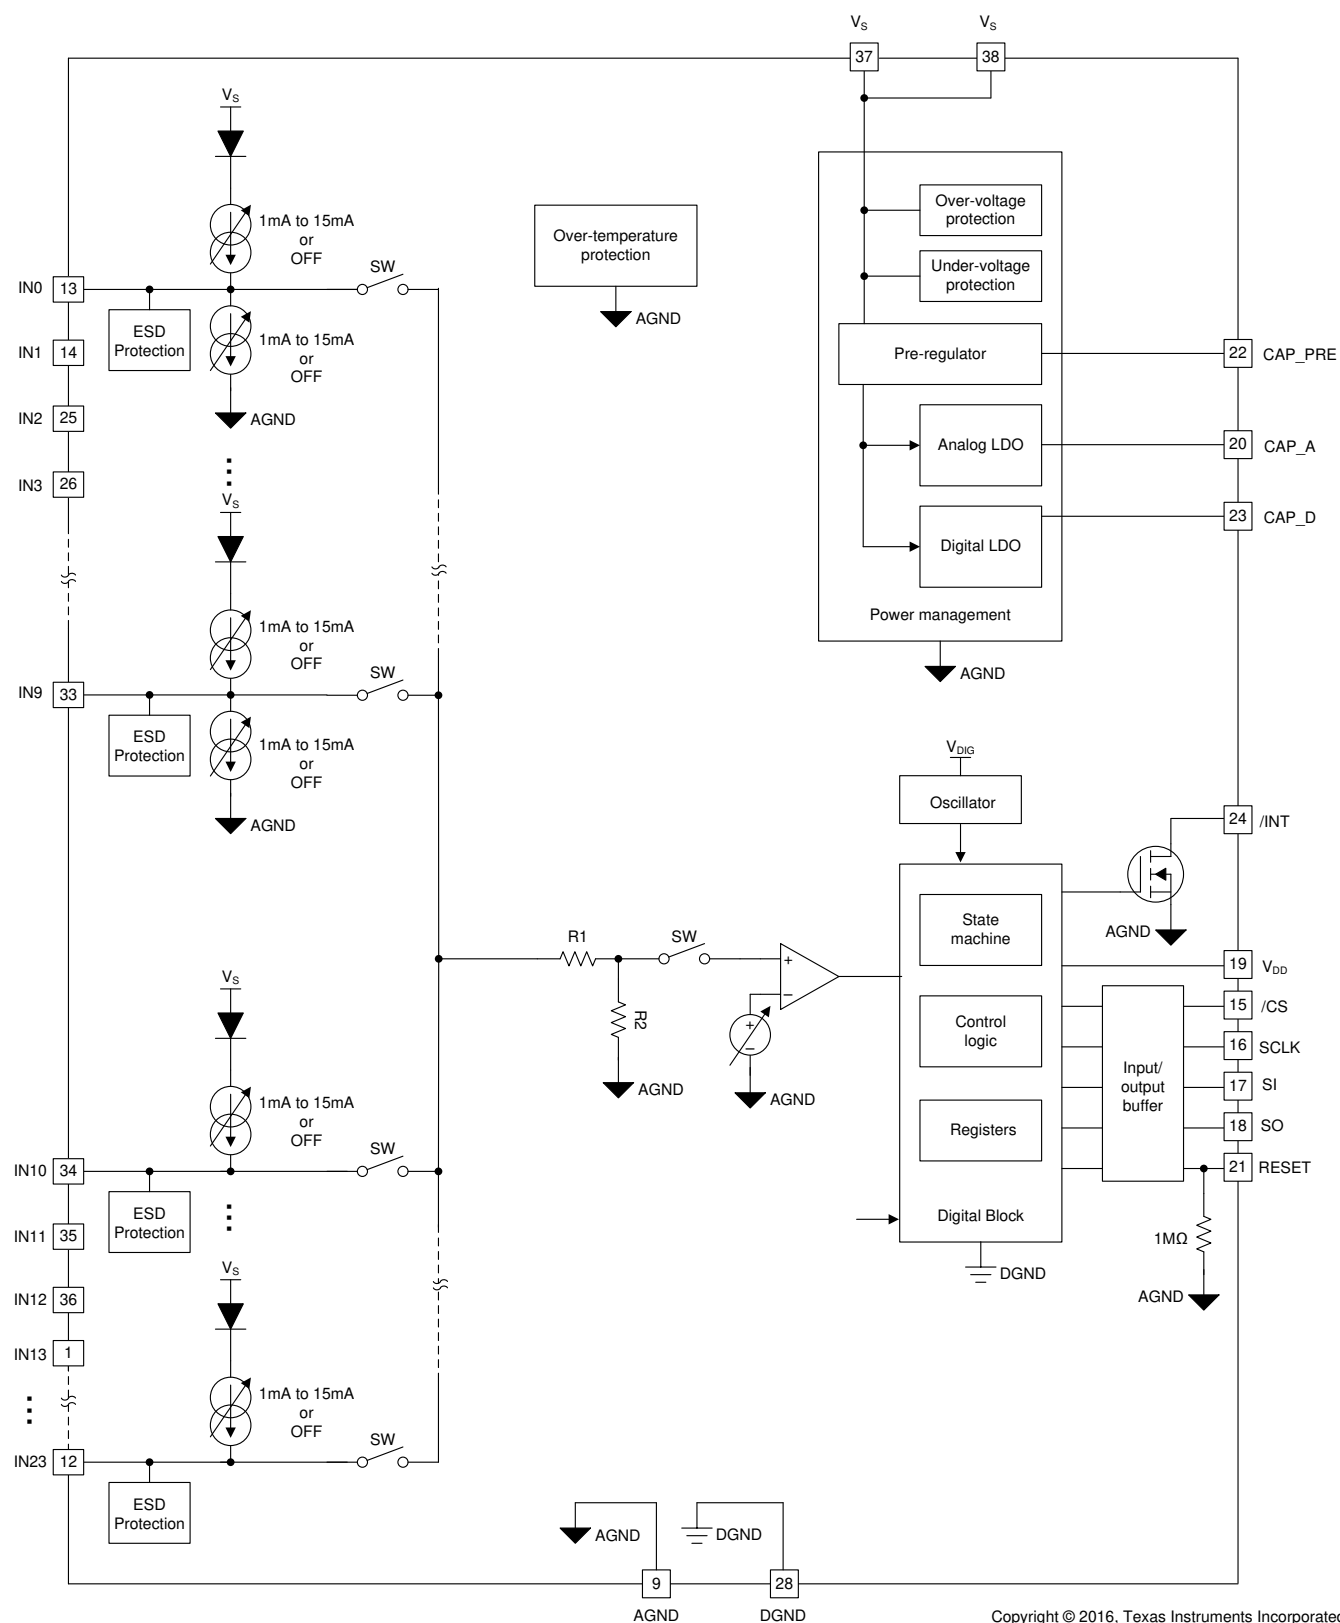 VS
VS
37
38
VS
1mA to 15mA
or
OFF
SW
IN0
13
ESD
Protection
1mA to 15mA
or
OFF
AGND
IN1
14
IN2
25
IN3
26
Over-temperature
protection
AGND
Over-voltage
protection
Under-voltage
protection
Pre-regulator
22
CAP_PRE
Analog LDO
20
CAP_A
Digital LDO
23
CAP_D
Power management
AGND
VS
1mA to 15mA
or
OFF
SW
IN9
33
ESD
Protection
1mA to 15mA
or
OFF
AGND
VDIG
Oscillator
24
/INT
AGND
State
machine
Control
logic
Registers
Digital Block
DGND
19
VDD
15
/CS
16
SCLK
17
SI
18
SO
21
RESET
Input/
output
buffer
1MΩ
AGND
R1
SW
R2
AGND
+
−
+
−
AGND
VS
1mA to 15mA
or
OFF
SW
IN10
34
ESD
Protection
IN11
35
IN12
36
IN13
1
VS
1mA to 15mA
or
OFF
SW
IN23
12
ESD
Protection
AGND
DGND
9
28
AGND
DGND
Copyright © 2016, Texas Instruments Incorporated